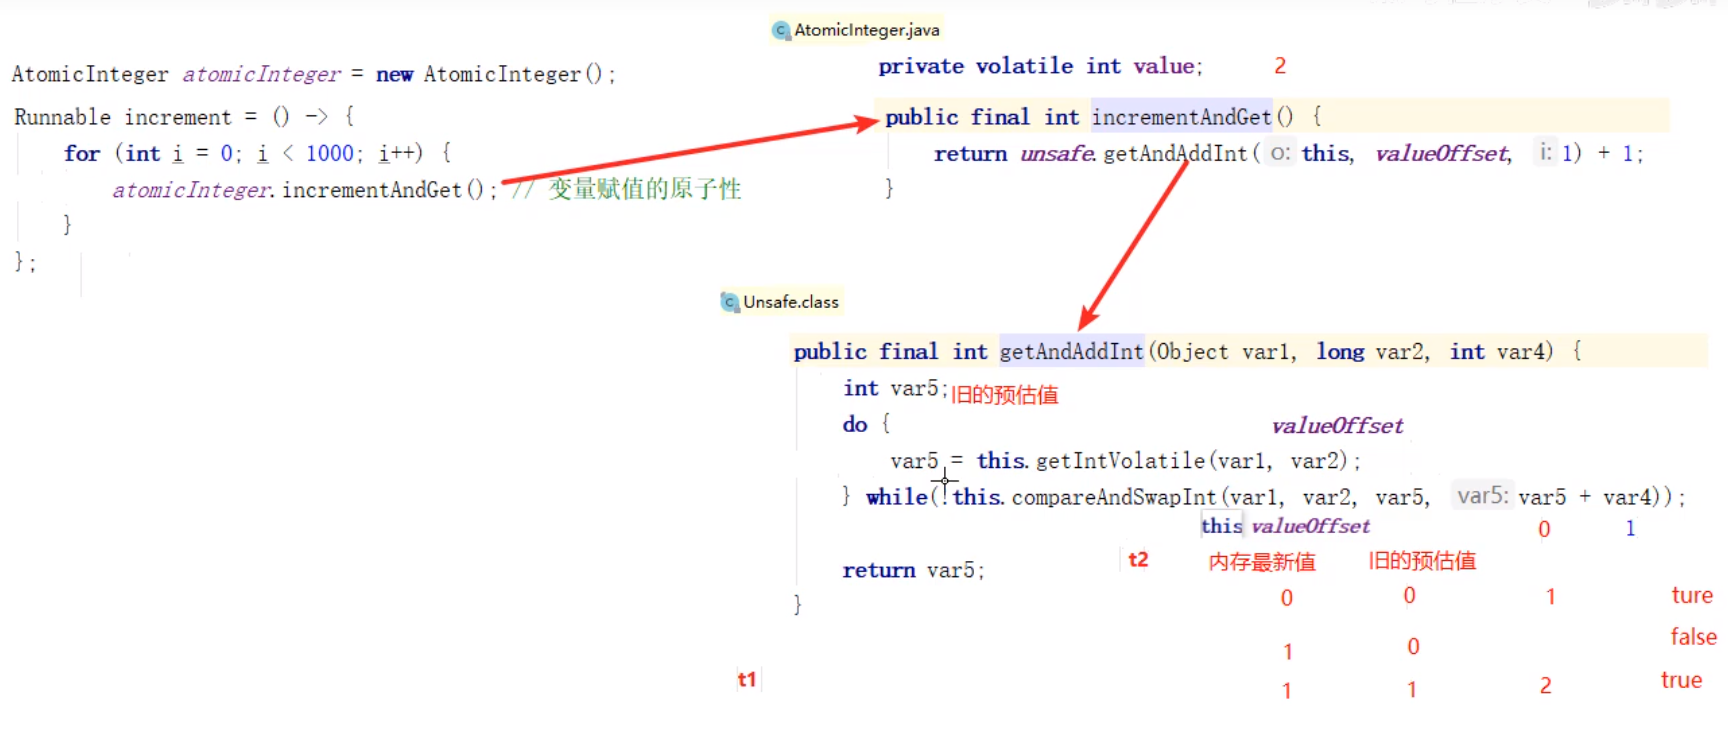 AtomicInteger.java
AtomicInteger atomicInteger = new AtomicInteger();
Runnable increment = () -> {
for (int i = 0; i < 1000; i++) {
atomicInteger.incrementAndGet(); // 变量赋值的原子性
}
};
private volatile int value; 2
public final int incrementAndGet() {
return unsafe.getAndAddInt( o: this, valueOffset, i: 1) + 1;
}
Unsafe.class
public final int getAndAddInt(Object var1, long var2, int var4) {
int var5; 旧的预估值
do {
valueOffset
var5 = this.getIntVolatile(var1, var2);
} while(!this.compareAndSwapInt(var1, var2, var5, var5: var5 + var4));
this valueOffset 0 1
return var5;
}
t2 内存最新值 旧的预估值
0 0 1 ture
1 0 false
t1 1 1 2 true